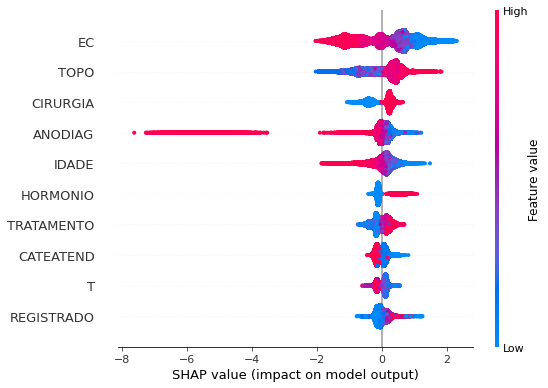 High
EC
TOPO
CIRURGIA
ANODIAG
IDADE
HORMONIO
TRATAMENTO
CATEATEND
T
REGISTRADO
Feature value
Low
−8 −6 −4 −2 0 2
SHAP value (impact on model output)